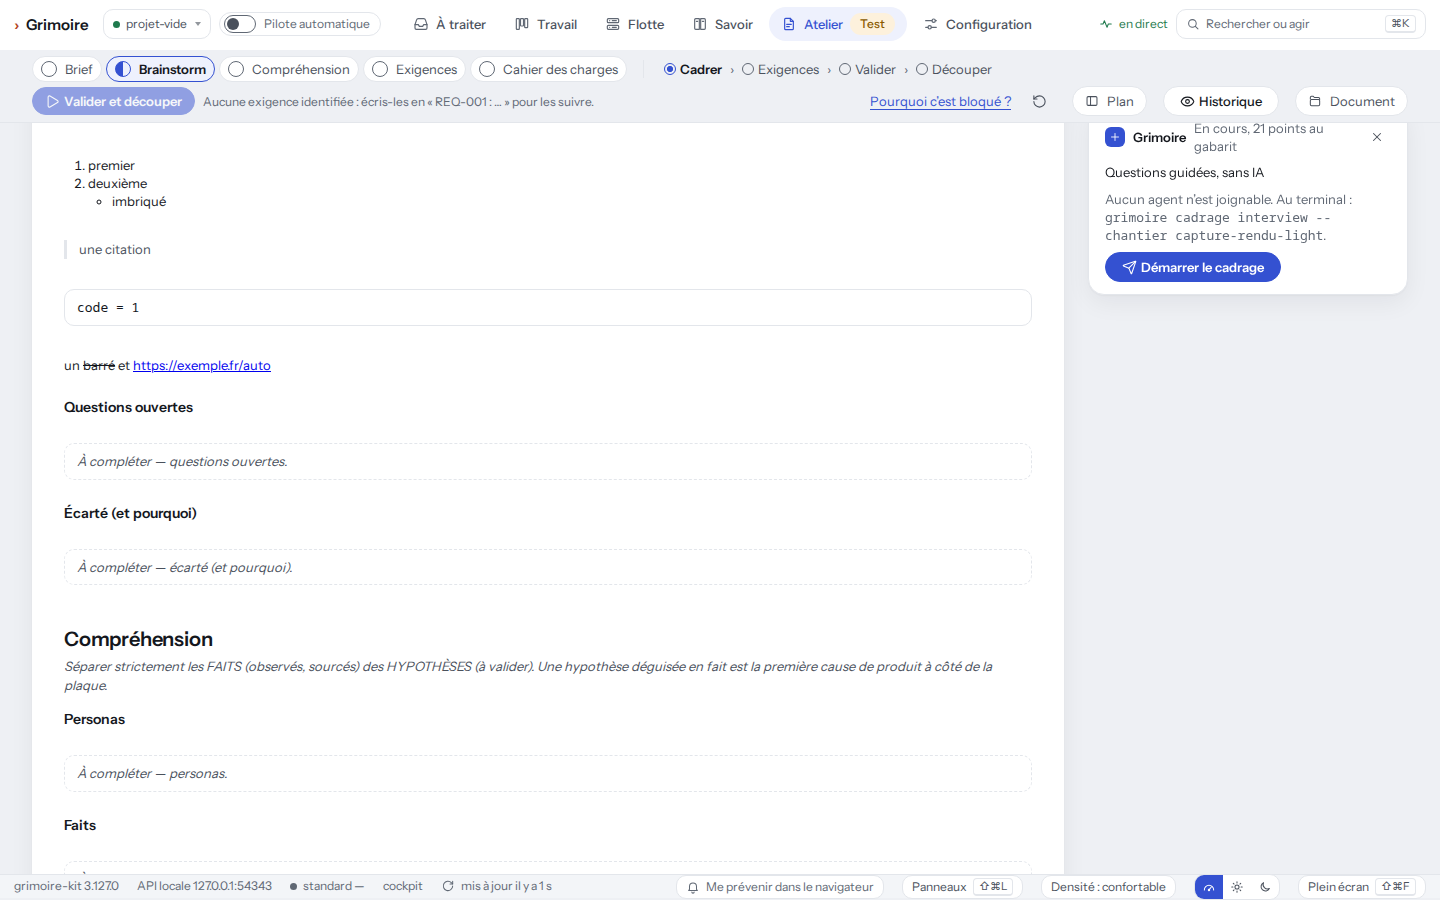 › Grimoire projet-vide Pilote automatique À traiter Travail Flotte Savoir Atelier Test Configuration en direct Rechercher ou agir ⌘K
Brief Brainstorm Compréhension Exigences Cahier des charges Cadrer › Exigences › Valider › Découper
Valider et découper Aucune exigence identifiée : écris-les en « REQ-001 : … » pour les suivre. Pourquoi c’est bloqué ? Plan Historique Document
1. premier
2. deuxième
imbriqué
une citation
code = 1
un barré et https://exemple.fr/auto
Questions ouvertes
À compléter — questions ouvertes.
Écarté (et pourquoi)
À compléter — écarté (et pourquoi).
Compréhension
Séparer strictement les FAITS (observés, sourcés) des HYPOTHÈSES (à valider). Une hypothèse déguisée en fait est la première cause de produit à côté de la
plaque.
Personas
À compléter — personas.
Faits
Grimoire En cours, 21 points au
gabarit
Questions guidées, sans IA
Aucun agent n’est joignable. Au terminal :
grimoire cadrage interview --
chantier capture-rendu-light.
Démarrer le cadrage
grimoire-kit 3.127.0 API locale 127.0.0.1:54343 standard — cockpit mis à jour il y a 1 s Me prévenir dans le navigateur Panneaux ⇧⌘L Densité : confortable Plein écran ⇧⌘F